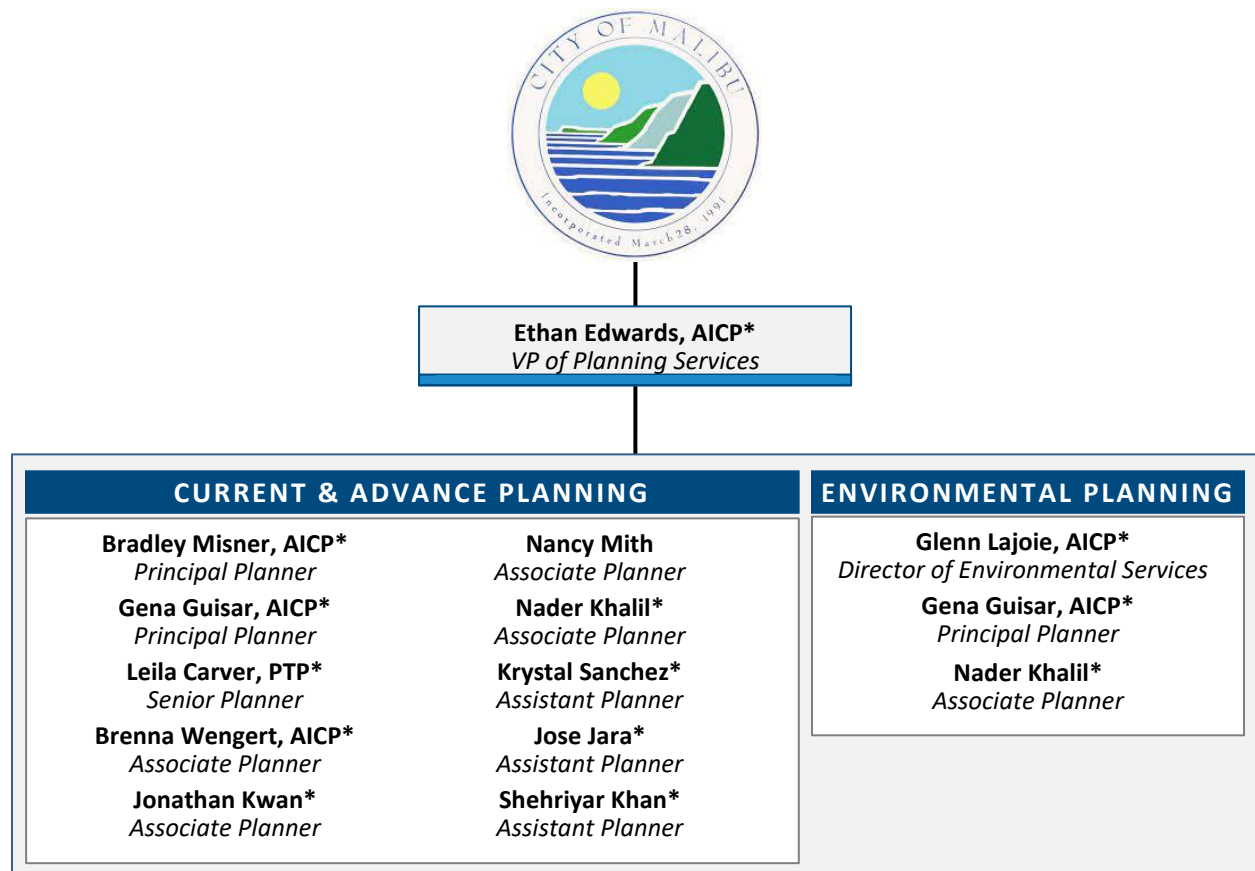 CITY OF MALIBU
Incorporated March 28, 1991
Ethan Edwards, AICP*
VP of Planning Services
CURRENT & ADVANCE PLANNING
Bradley Misner, AICP*
Principal Planner
Gena Guisar, AICP*
Principal Planner
Leila Carver, PTP*
Senior Planner
Brenna Wengert, AICP*
Associate Planner
Jonathan Kwan*
Associate Planner
Nancy Mith
Associate Planner
Nader Khalil*
Associate Planner
Krystal Sanchez*
Assistant Planner
Jose Jara*
Assistant Planner
Shehriyar Khan*
Assistant Planner
ENVIRONMENTAL PLANNING
Glenn Lajoie, AICP*
Director of Environmental Services
Gena Guisar, AICP*
Principal Planner
Nader Khalil*
Associate Planner